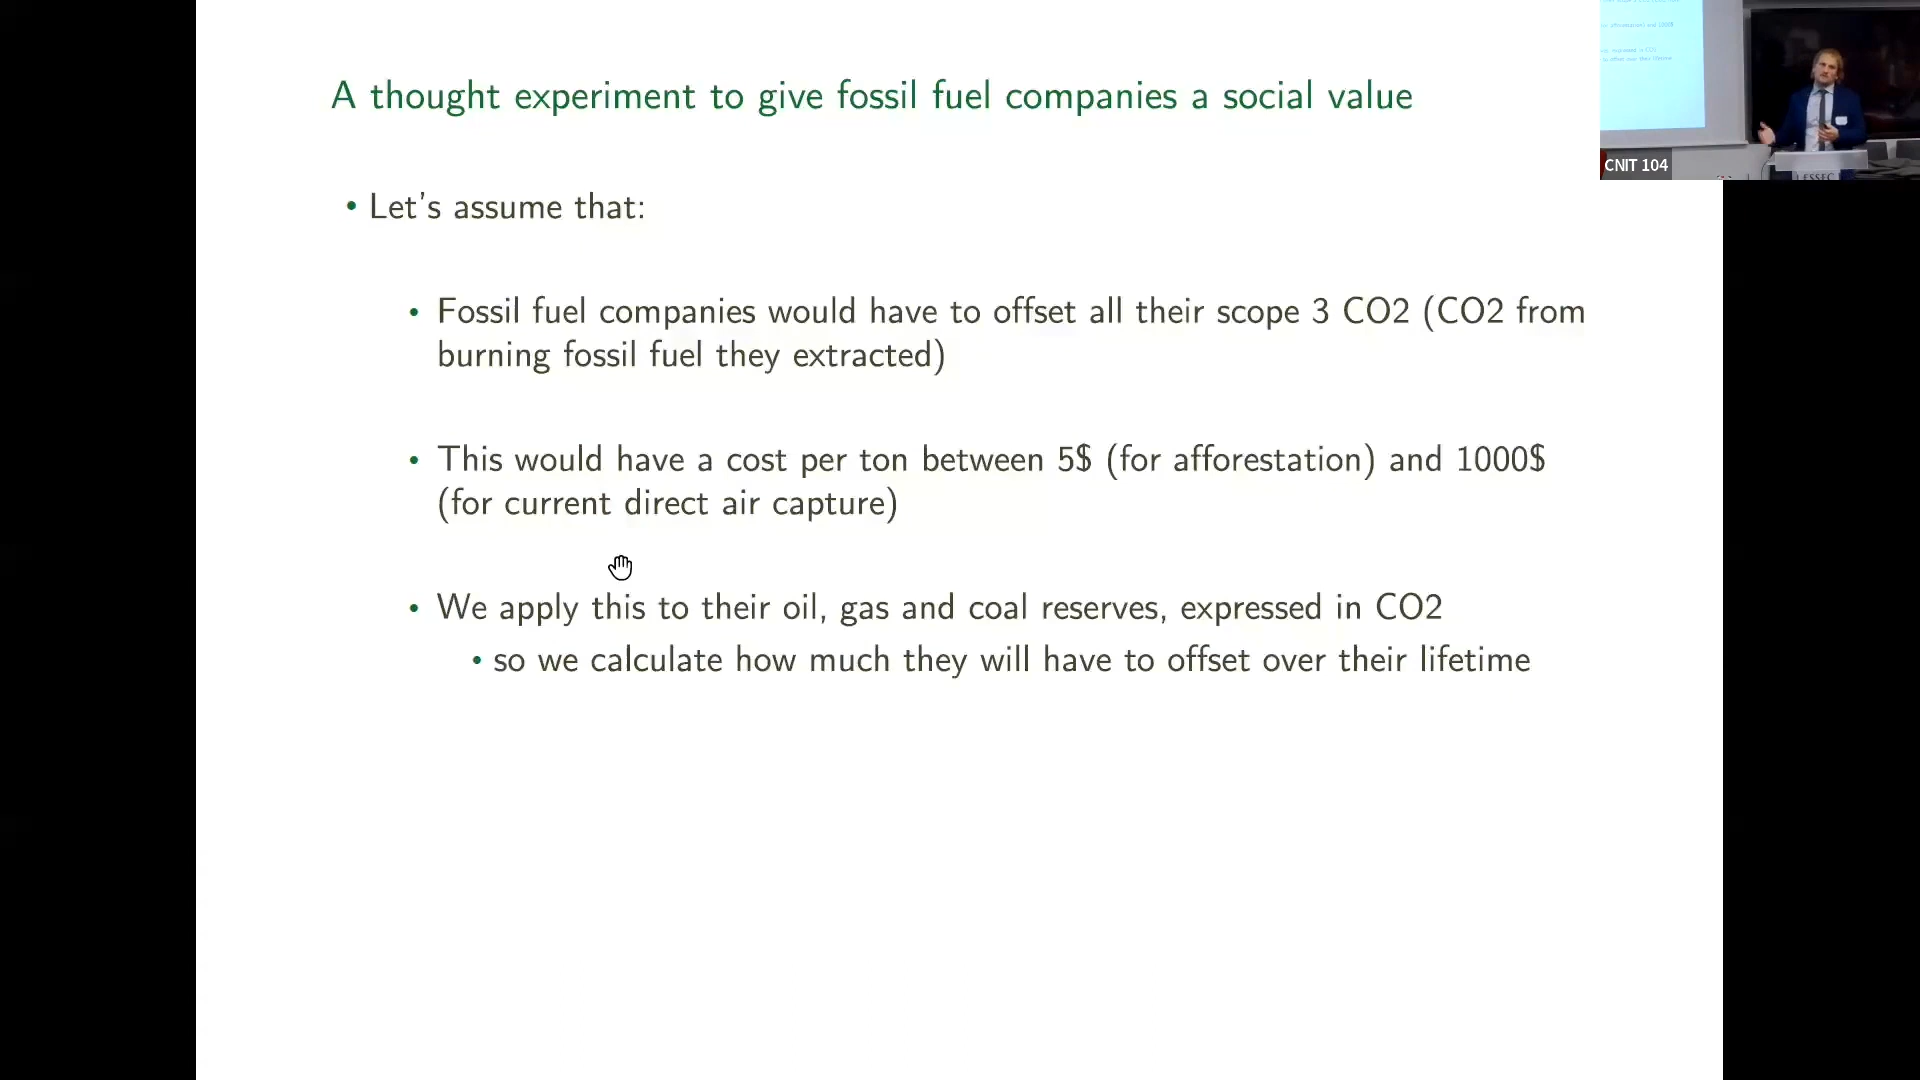 A thought experiment to give fossil fuel companies a social value
• Let's assume that:
• Fossil fuel companies would have to offset all their scope 3 CO2 (CO2 from
burning fossil fuel they extracted)
• This would have a cost per ton between 5$ (for afforestation) and 1000$
(for current direct air capture)
• We apply this to their oil, gas and coal reserves, expressed in CO2
• so we calculate how much they will have to offset over their lifetime
CNIT 104
ESSEC